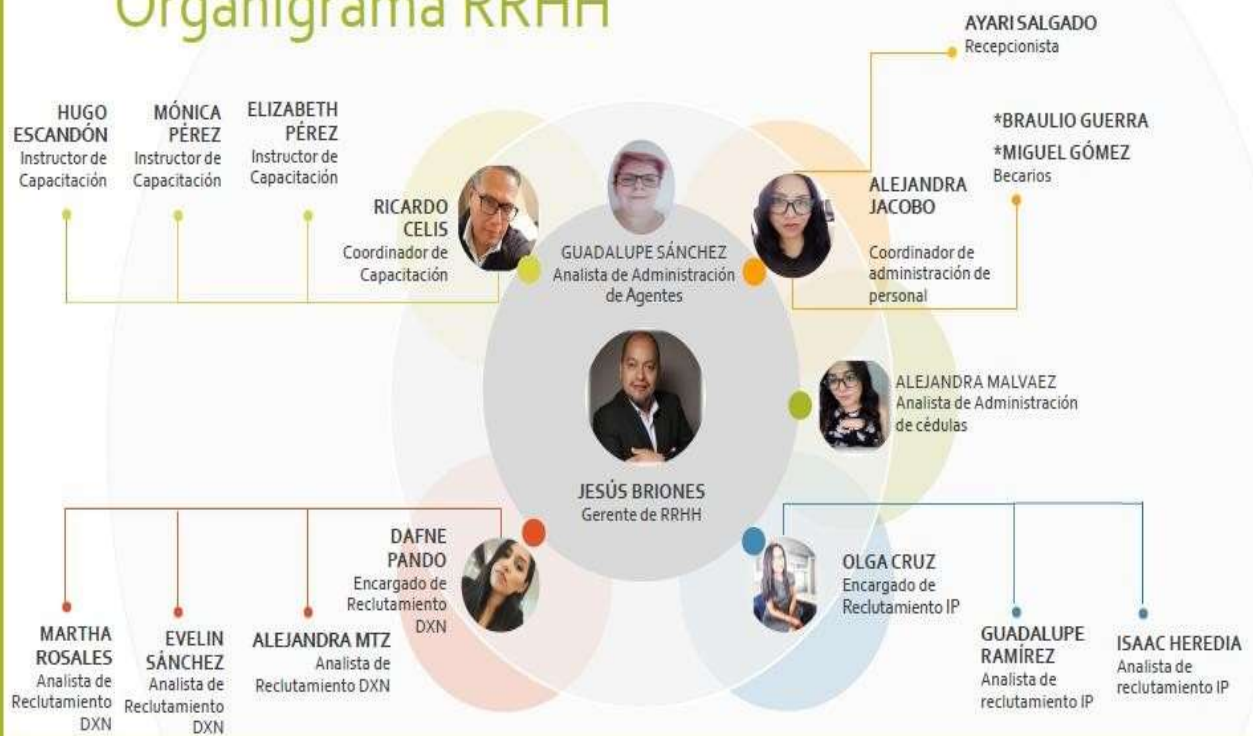 Organigrama RRHH
AYARI SALGADO
Recepcionista
HUGO
ESCANDÓN
Instructor de
Capacitación
MÓNICA
PÉREZ
Instructor de
Capacitación
ELIZABETH
PÉREZ
Instructor de
Capacitación
*BRAULIO GUERRA
*MIGUEL GÓMEZ
Becarios
RICARDO
CELIS
Coordinador de
Capacitación
GUADALUPE SÁNCHEZ
Analista de Administración
de Agentes
ALEJANDRA
JACOBO
Coordinador de
administración de
personal
ALEJANDRA MALVAEZ
Analista de Administración
de cédulas
JESÚS BRIONES
Gerente de RRHH
DAFNE
PANDO
Encargado de
Reclutamiento
DXN
OLGA CRUZ
Encargado de
Reclutamiento IP
MARTHA
ROSALES
Analista de
Reclutamiento
DXN
EVELIN
SÁNCHEZ
Analista de
Reclutamiento
DXN
ALEJANDRA MTZ
Analista de
Reclutamiento DXN
GUADALUPE
RAMÍREZ
Analista de
reclutamiento IP
ISAAC HEREDIA
Analista de
reclutamiento IP